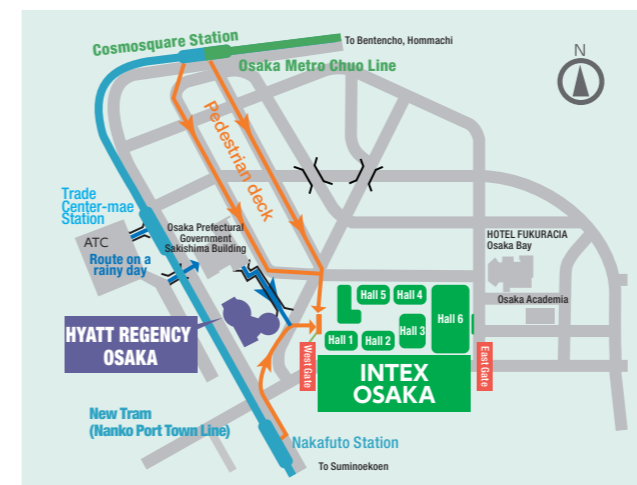 Cosmosquare Station
To Bentencho, Hommachi
Osaka Metro Chuo Line
N
Pedestrian deck
Trade
Center-mae
Station
ATC
Osaka Prefectural
Government
Sakishima Building
Route on a
rainy day
HOTEL FUKURACIA
Osaka Bay
Osaka Academia
Hall 5
Hall 4
Hall 6
Hall 3
Hall 1
Hall 2
HYATT REGENCY
OSAKA
West Gate
East Gate
INTEX
OSAKA
New Tram
(Nanko Port Town Line)
Nakafuto Station
To Suminoekoen